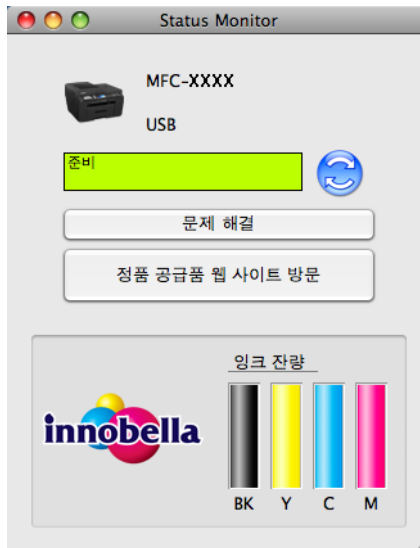 Status Monitor
MFC-XXXX
USB
준비
문제 해결
정품 공급품 웹 사이트 방문
잉크 잔량
innobella
BK Y C M